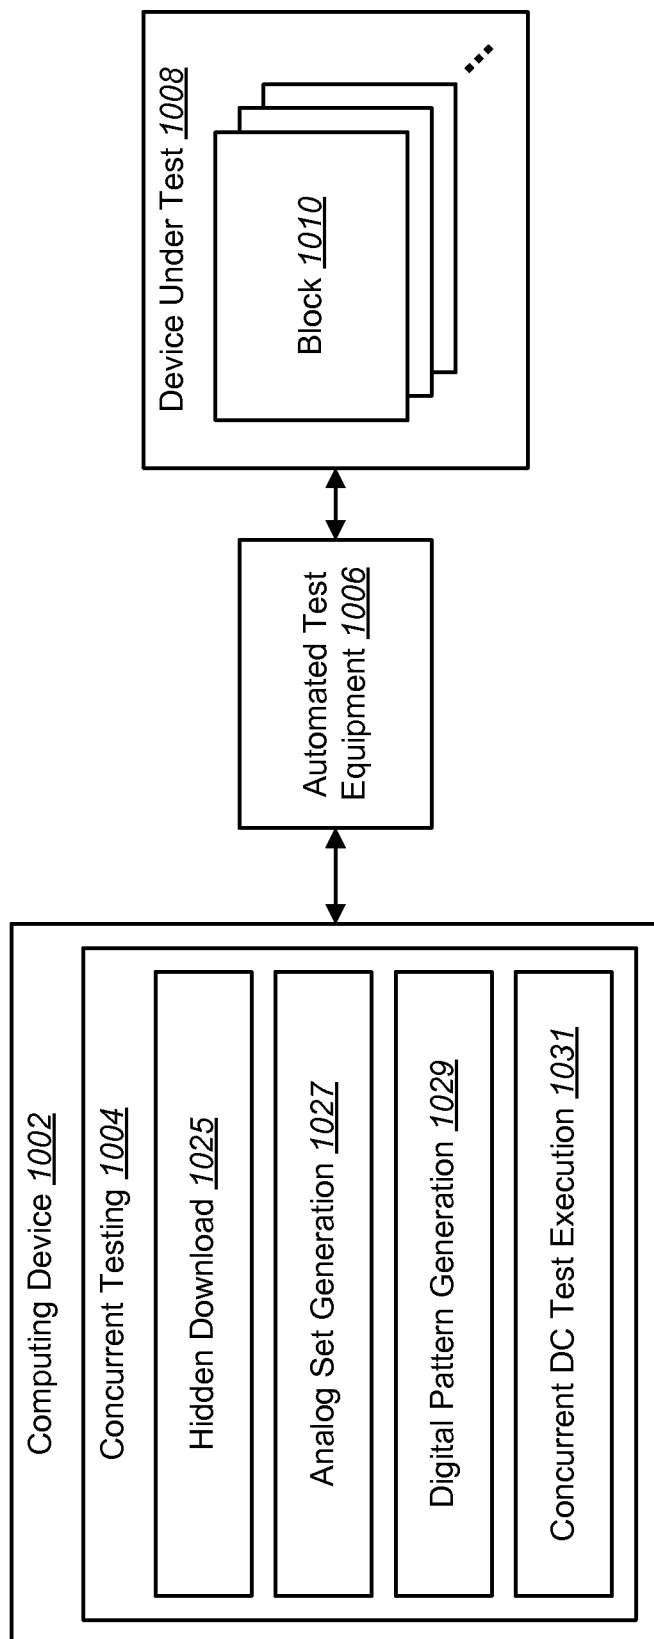 Computing Device 1002
Concurrent Testing 1004
Hidden Download 1025
Analog Set Generation 1027
Digital Pattern Generation 1029
Concurrent DC Test Execution 1031
Automated Test
Equipment 1006
Device Under Test 1008
Block 1010